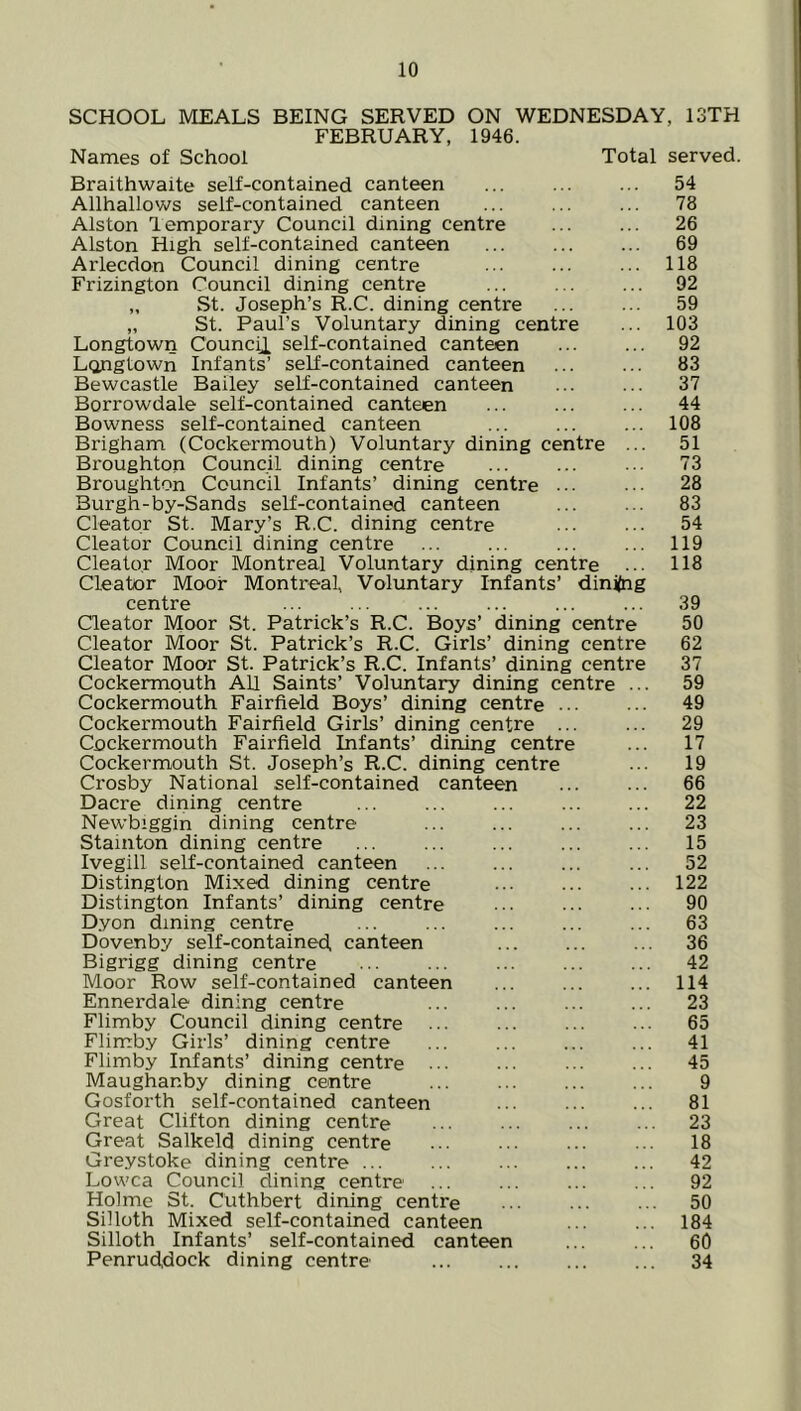 10
SCHOOL MEALS BEING SERVED ON WEDNESDAY, 13TH
FEBRUARY, 1946.
Names of School Total served.
Braithwaite self-contained canteen ... ... ... 54
Allhallows self-contained canteen ... ... ... 78
Alston Temporary Council dining centre ... ... 26
Alston High self-contained canteen ... ... ... 69
Arlecdon Council dining centre ... ... ... 118
Frizington Council dining centre ... ... ... 92
„ St. Joseph's R.C. dining centre ... ... 59
„ St. Paul's Voluntary dining centre ... 103
Longtown Council self-contained canteen ... ... 92
Longtown Infants' self-contained canteen ... ... 83
Bewcastle Bailey self-contained canteen ... ... 37
Borrowdale self-contained canteen ... ... ... 44
Bowness self-contained canteen ... ... ... 108
Brigham (Cockermouth) Voluntary dining centre ... 51
Broughton Council dining centre ... ... ... 73
Broughton Council Infants' dining centre ... ... 28
Burgh-by-Sands self-contained canteen ... ... 83
Cleator St. Mary's R.C. dining centre ... ... 54
Cleator Council dining centre ... ... ... ... 119
Cleator Moor Montreal Voluntary dining centre ... 118
Cleator Moor Montreal, Voluntary Infants' dining
centre ... ... ... ... ... ... 39
Cleator Moor St. Patrick's R.C. Boys' dining centre 50
Cleator Moor St. Patrick's R.C. Girls' dining centre 62
Cleator Moor St. Patrick's R.C. Infants' dining centre 37
Cockermouth All Saints' Voluntary dining centre ... 59
Cockermouth Fairfield Boys' dining centre ... ... 49
Cockermouth Fairfield Girls' dining centre ... ... 29
Cockermouth Fairfield Infants' dining centre ... 17
Cockermouth St. Joseph's R.C. dining centre ... 19
Crosby National self-contained canteen ... ... 66
Dacre dining centre ... ... ... ... ... 22
Newbiggin dining centre ... ... ... ... 23
Stainton dining centre ... ... ... ... ... 15
Ivegill self-contained canteen ... ... ... ... 52
Distington Mixed dining centre ... ... ... 122
Distington Infants' dining centre ... ... ... 90
Dyon dining centre ... ... ... ... ... 63
Dovenby self-contained, canteen ... ... ... 36
Bigrigg dining centre ... ... ... ... ... 42
Moor Row self-contained canteen ... ... ... 114
Ennerdale dining centre ... ... ... ... 23
Flimby Council dining centre ... ... ... ... 65
Flimby Girls' dining centre ... ... ... ... 41
Flimby Infants' dining centre ... ... ... ... 45
Maughanby dining centre ... ... ... ... 9
Gosforth self-contained canteen ... ... ... 81
Great Clifton dining centre ... ... ... ... 23
Great Salkeld dining centre ... ... ... ... 18
Greystoke dining centre ... ... ... ... ... 42
Lowca Council dining centre ... ... ... ... 92
Holme St. Cuthbert dining centre ... ... ... 50
Silloth Mixed self-contained canteen ... ... 184
Silloth Infants' self-contained canteen ... ... 60
Penruddock dining centre ... ... ... ... 34